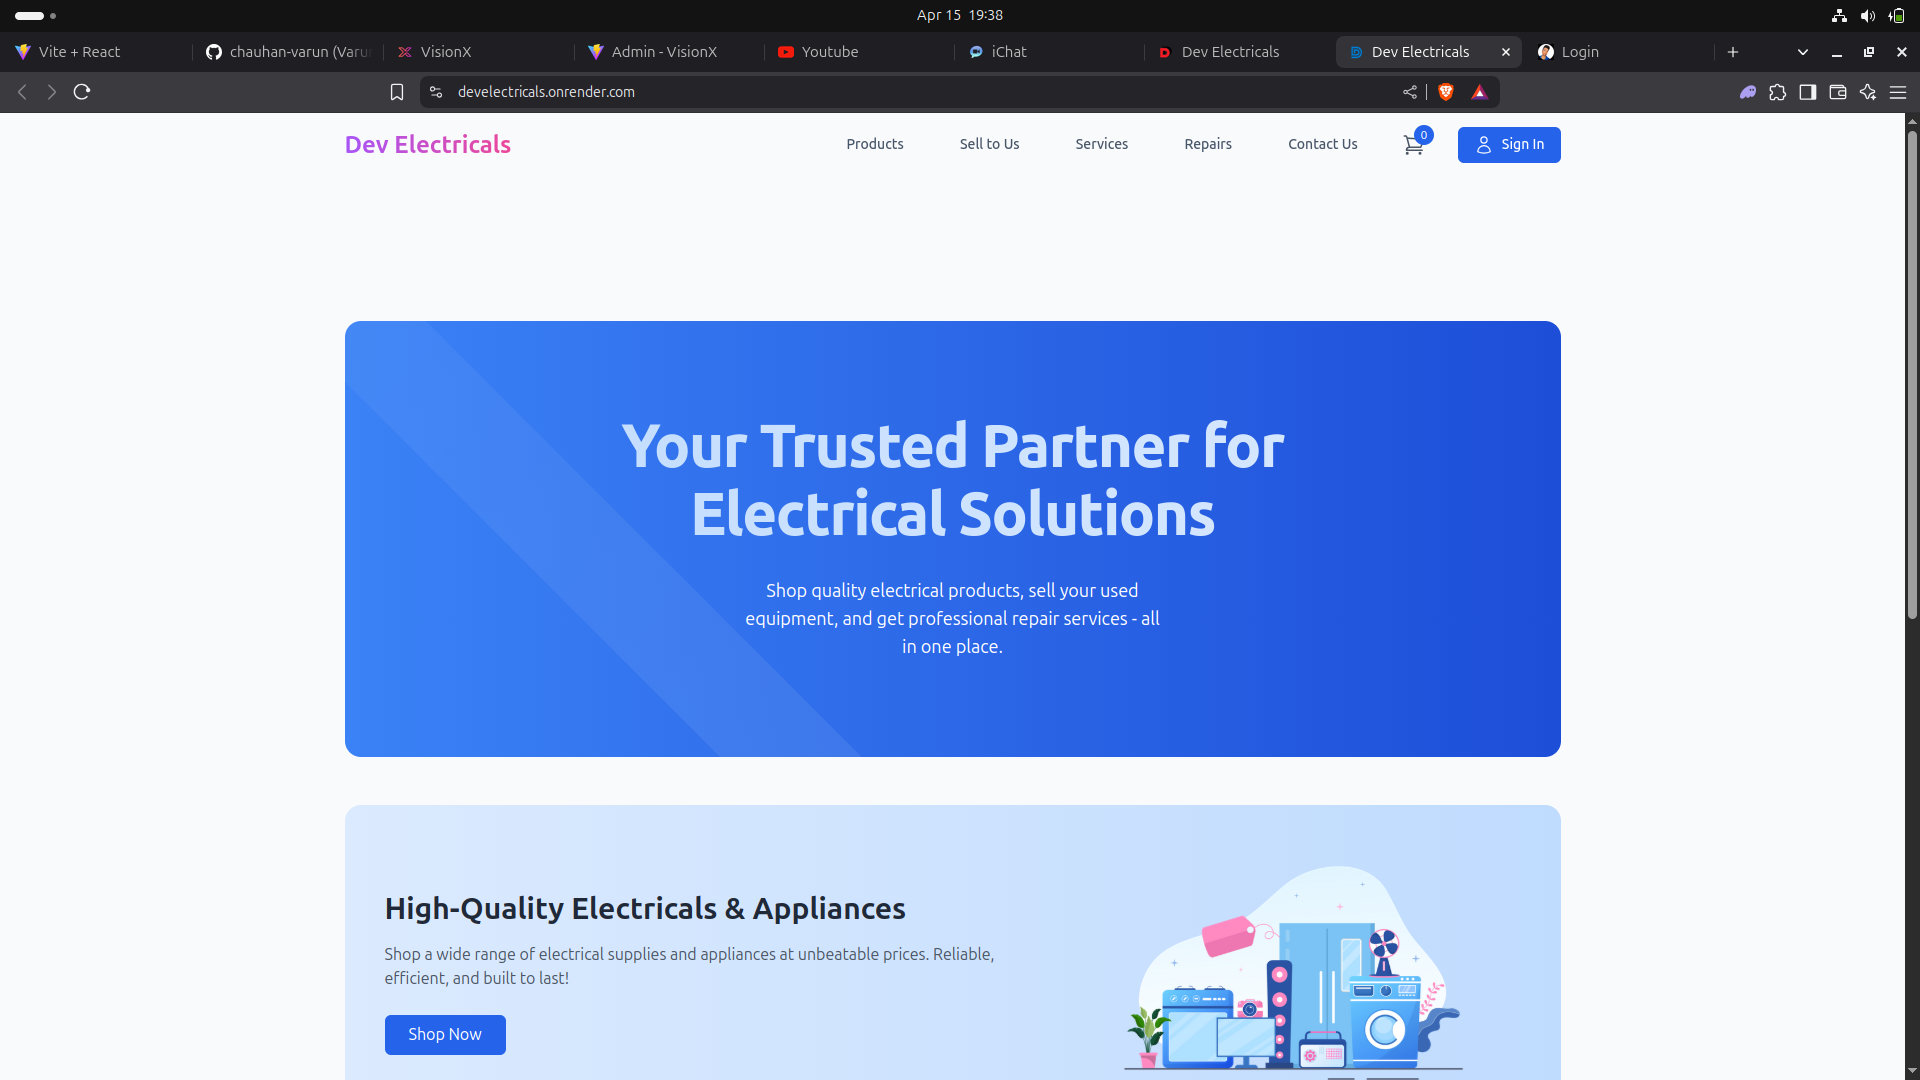 Apr 15 19:38
Vite + React
chauhan-varun (Varu
VisionX
Admin - VisionX
Youtube
iChat
Dev Electricals
Dev Electricals
Login
develectricals.onrender.com
Dev Electricals
Products
Sell to Us
Services
Repairs
Contact Us
0
Sign In
Your Trusted Partner for
Electrical Solutions
Shop quality electrical products, sell your used
equipment, and get professional repair services - all
in one place.
High-Quality Electricals & Appliances
Shop a wide range of electrical supplies and appliances at unbeatable prices. Reliable,
efficient, and built to last!
Shop Now